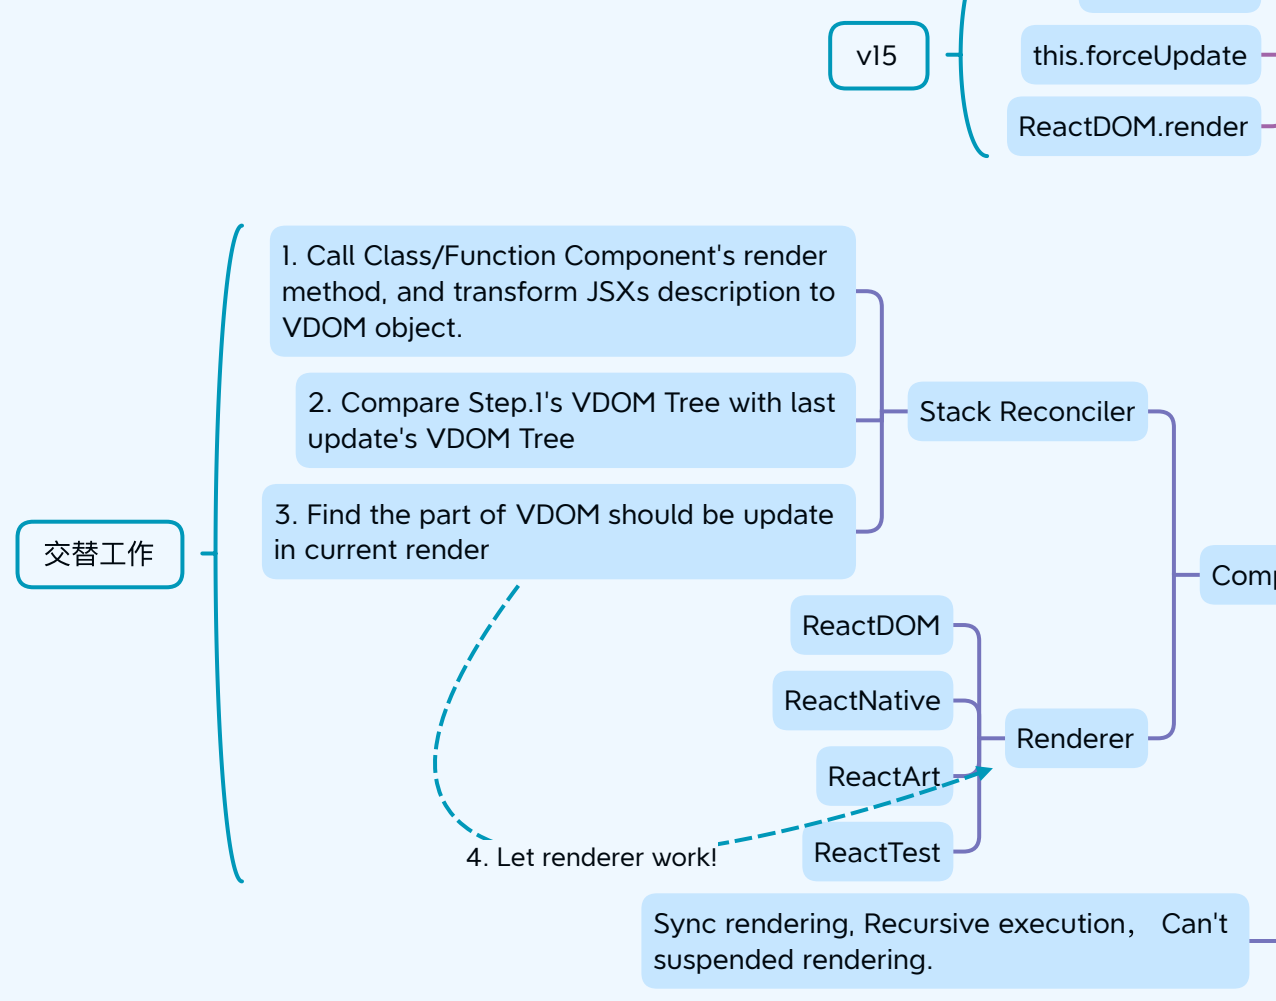 v15
this.forceUpdate
ReactDOM.render
1. Call Class/Function Component's render
method, and transform JSXs description to
VDOM object.
2. Compare Step.1's VDOM Tree with last
update's VDOM Tree
Stack Reconciler
3. Find the part of VDOM should be update
in current render
交替工作
Comp
ReactDOM
ReactNative
Renderer
ReactArt
ReactTest
4. Let renderer work!
Sync rendering, Recursive execution， Can't
suspended rendering.